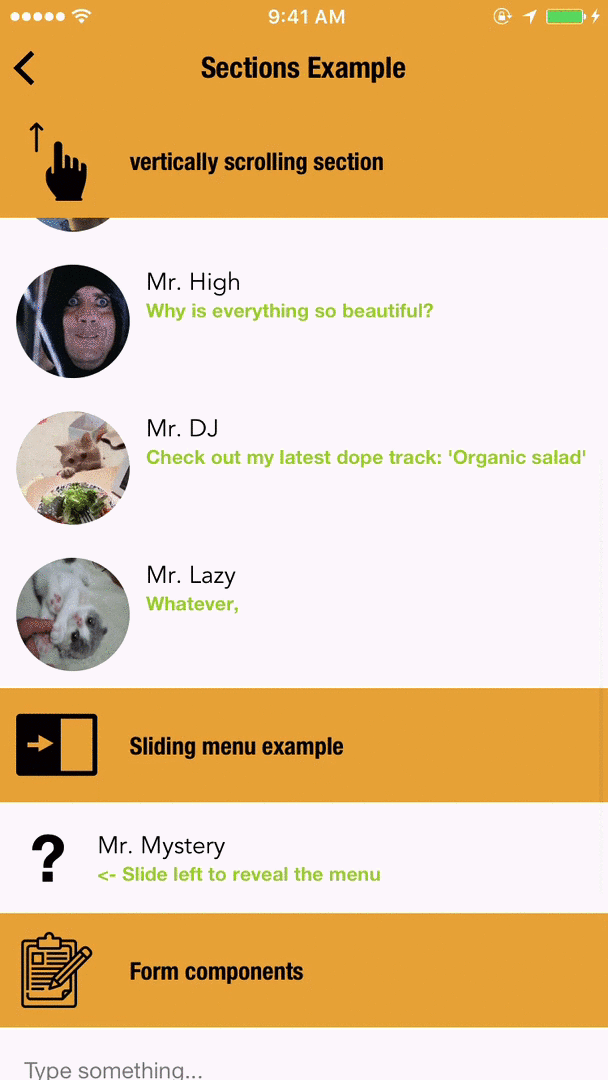 9:41 AM
Sections Example
vertically scrolling section
Mr. High
Why is everything so beautiful?
Mr. DJ
Check out my latest dope track: 'Organic salad'
Mr. Lazy
Whatever,
Sliding menu example
?
Mr. Mystery
<- Slide left to reveal the menu
Form components
Type something...